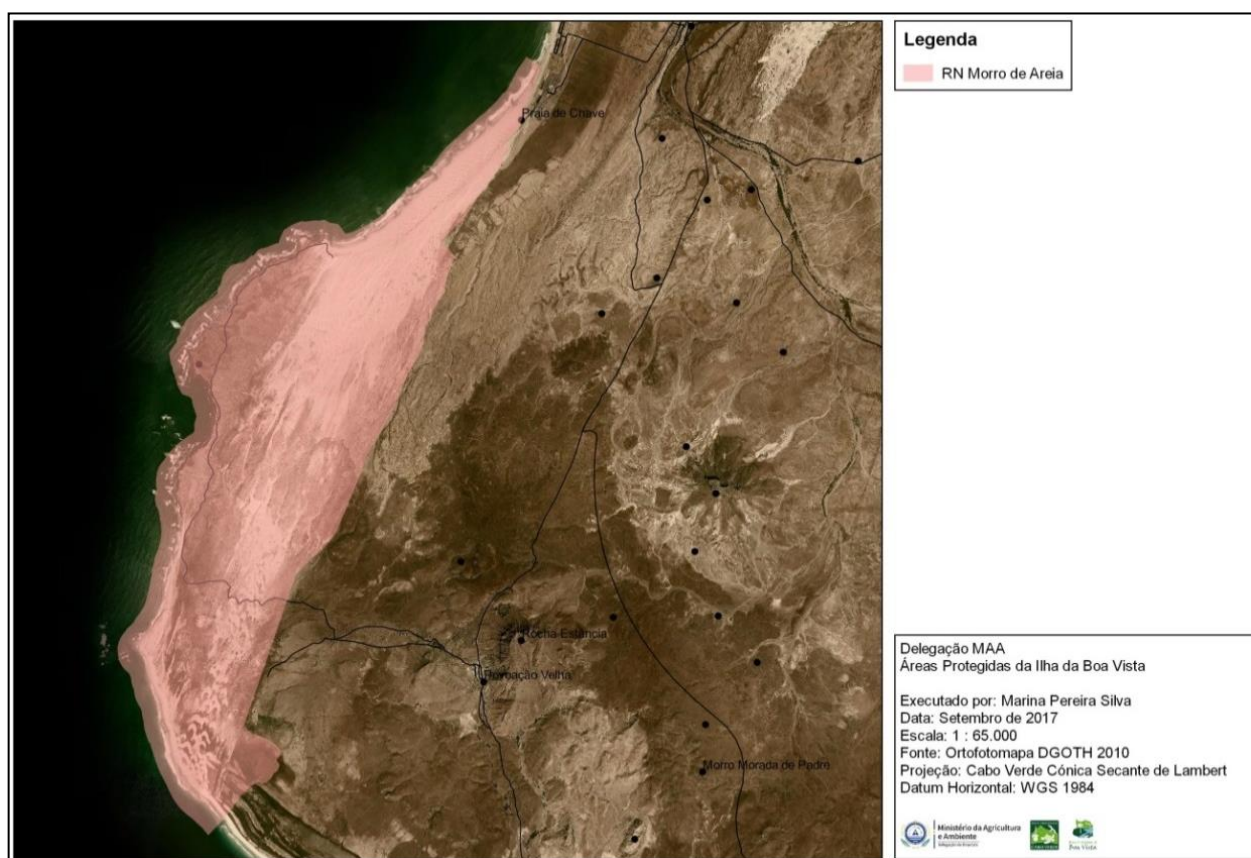 Legenda
RN Morro de Areia
Praia de Chave
Rocha Estância
Povoação Velha
Morro Morada de Padre
Delegação MAA
Áreas Protegidas da Ilha da Boa Vista
Executado por: Marina Pereira Silva
Data: Setembro de 2017
Escala: 1 : 65.000
Fonte: Ortofotomapa DGOTH 2010
Projeção: Cabo Verde Cónica Secante de Lambert
Datum Horizontal: WGS 1984
Ministério da Agricultura
e Ambiente
Boa Vista